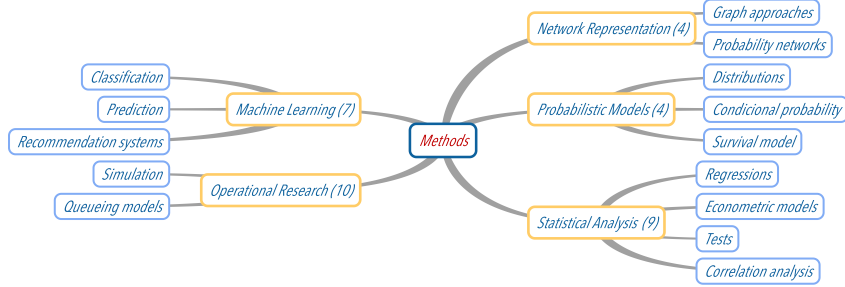 Methods
Network Representation (4)
Graph approaches
Probability networks
Probabilistic Models (4)
Distributions
Condicional probability
Survival model
Statistical Analysis (9)
Regressions
Econometric models
Tests
Correlation analysis
Machine Learning (7)
Classification
Prediction
Recommendation systems
Operational Research (10)
Simulation
Queueing models